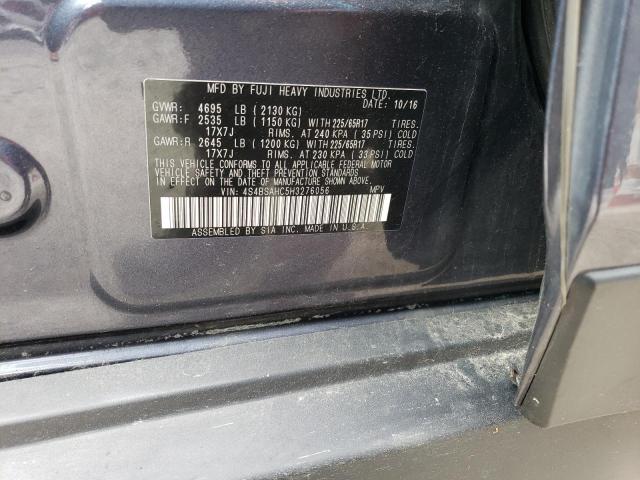 MFD BY FUJI HEAVY INDUSTRIES LTD.
GVWR: 4695 LB (2130 KG) DATE: 10/16
GAWR:F 2535 LB (1150 KG) WITH 225/65R17 TIRES.
17X7J RIMS. AT 240 KPA (35 PSI) COLD
GAWR:R 2645 LB (1200 KG) WITH 225/65R17 TIRES.
17X7J RIMS. AT 230 KPA (33 PSI) COLD
THIS VEHICLE CONFORMS TO ALL APPLICABLE FEDERAL MOTOR
VEHICLE SAFETY AND THEFT PREVENTION STANDARDS
IN EFFECT ON THE DATE OF MANUFACTURE SHOWN ABOVE.
VIN: 4S4BSAHC5H3276056 MPV
ASSEMBLED BY SIA INC. MADE IN U.S.A.